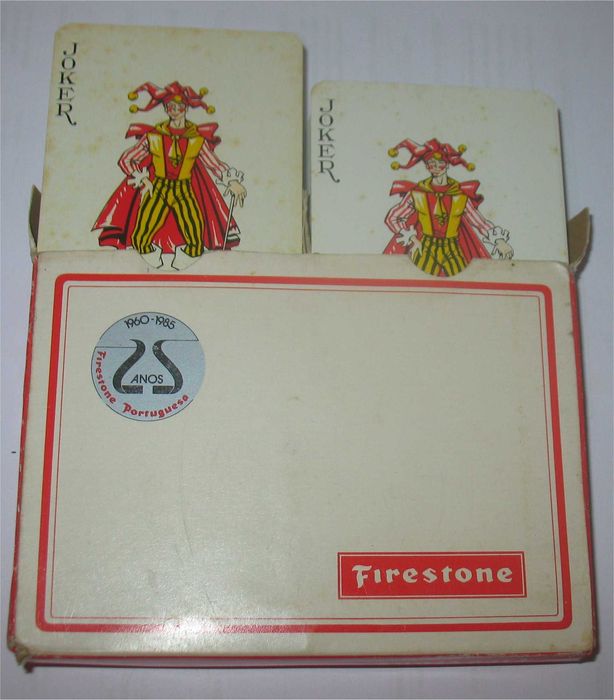 JOKER
JOKER
1960-1985
25
ANOS
Firestone Portuguesa
Firestone